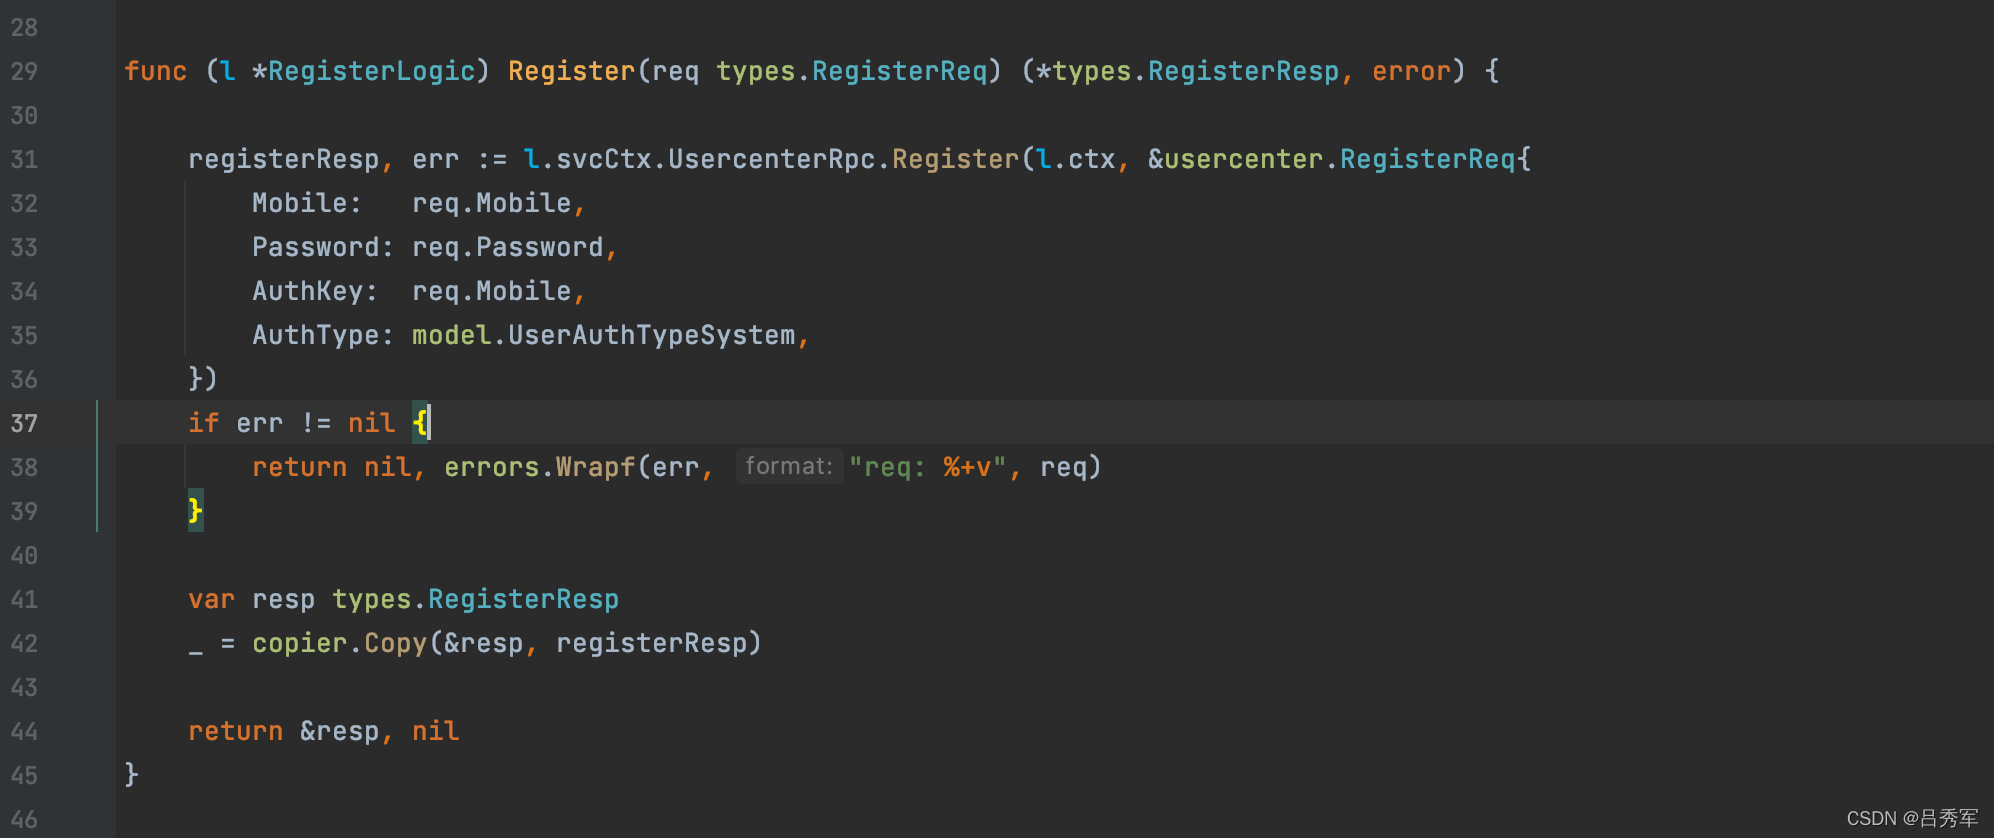 28
29 func (l *RegisterLogic) Register(req types.RegisterReq) (*types.RegisterResp, error) {
30
31     registerResp, err := l.svcCtx.UsercenterRpc.Register(l.ctx, &usercenter.RegisterReq{
32         Mobile:   req.Mobile,
33         Password: req.Password,
34         AuthKey:  req.Mobile,
35         AuthType: model.UserAuthTypeSystem,
36     })
37     if err != nil {
38         return nil, errors.Wrapf(err, format: "req: %+v", req)
39     }
40
41     var resp types.RegisterResp
42     _ = copier.Copy(&resp, registerResp)
43
44     return &resp, nil
45 }
46
CSDN @吕秀军